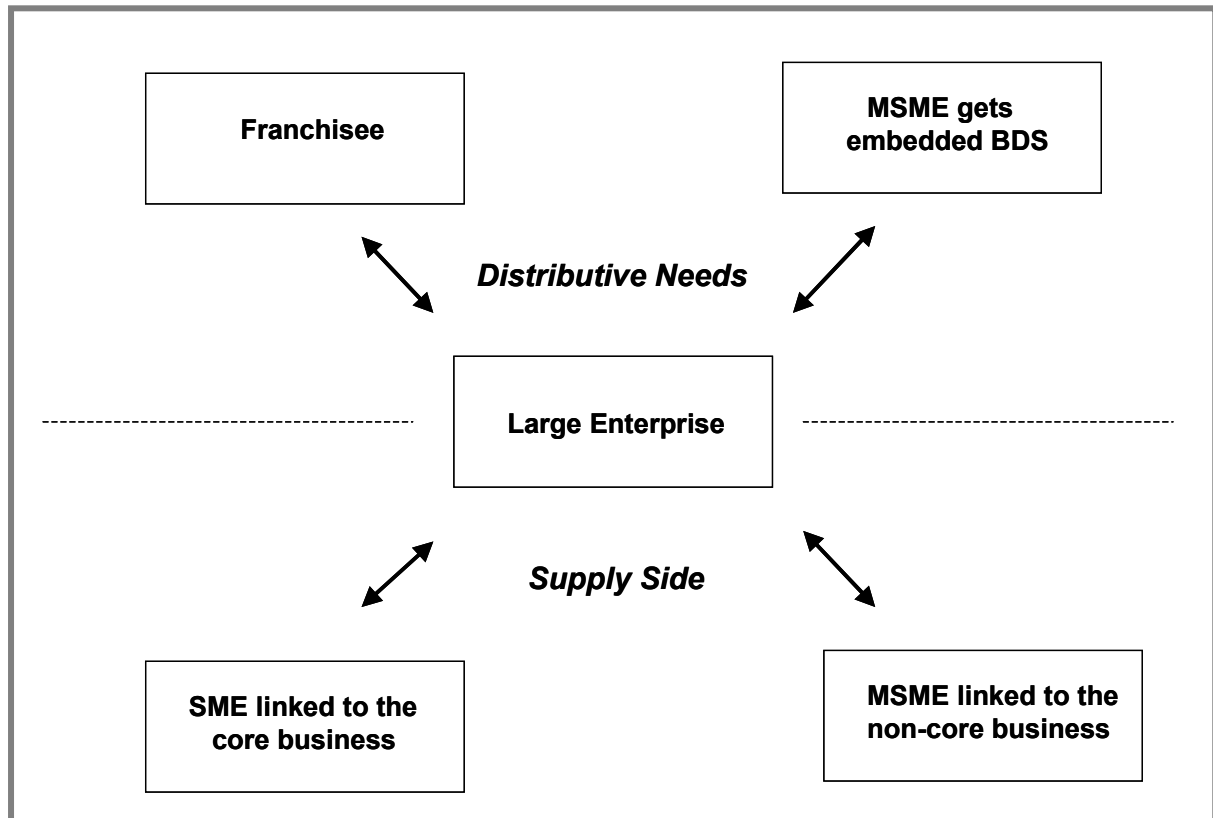 Franchisee
MSME gets
embedded BDS
Distributive Needs
Large Enterprise
Supply Side
SME linked to the
core business
MSME linked to the
non-core business